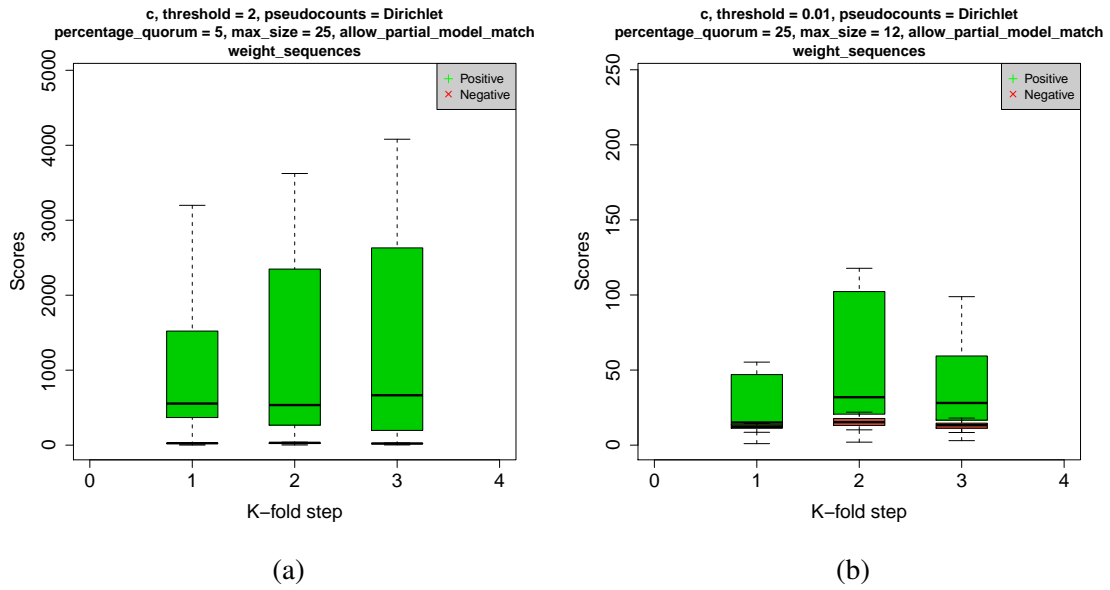 c, threshold = 2, pseudocounts = Dirichlet
percentage_quorum = 5, max_size = 25, allow_partial_model_match
weight_sequences
Positive
Negative
Scores
0
1000
2000
3000
4000
5000
0 1 2 3 4
K−fold step
(a)
c, threshold = 0.01, pseudocounts = Dirichlet
percentage_quorum = 25, max_size = 12, allow_partial_model_match
weight_sequences
Positive
Negative
Scores
0
50
100
150
200
250
0 1 2 3 4
K−fold step
(b)